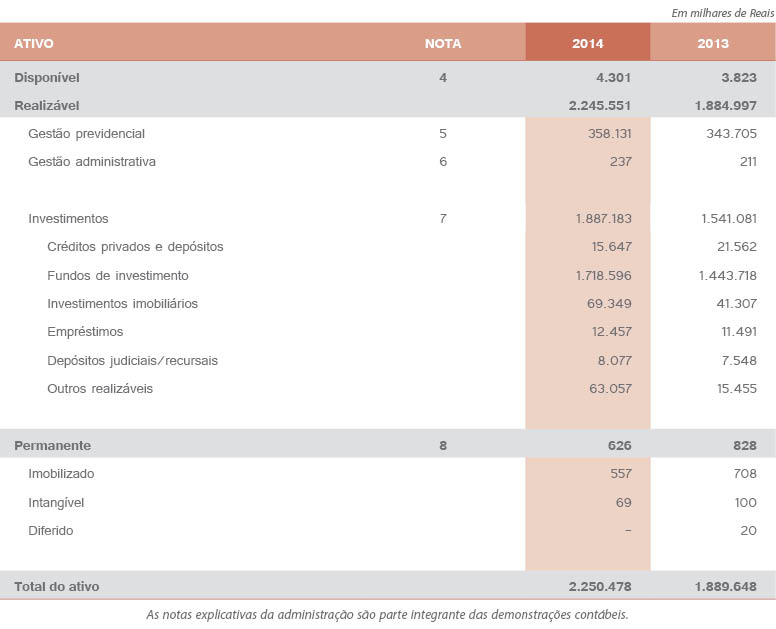 Em milhares de Reais
ATIVO NOTA 2014 2013
Disponível 4 4.301 3.823
Realizável 2.245.551 1.884.997
Gestão previdencial 5 358.131 343.705
Gestão administrativa 6 237 211
Investimentos 7 1.887.183 1.541.081
Créditos privados e depósitos 15.647 21.562
Fundos de investimento 1.718.596 1.443.718
Investimentos imobiliários 69.349 41.307
Empréstimos 12.457 11.491
Depósitos judiciais/recursais 8.077 7.548
Outros realizáveis 63.057 15.455
Permanente 8 626 828
Imobilizado 557 708
Intangível 69 100
Diferido – 20
Total do ativo 2.250.478 1.889.648
As notas explicativas da administração são parte integrante das demonstrações contábeis.